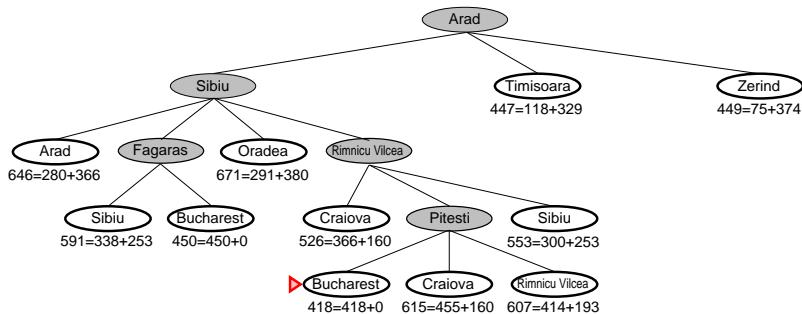 Arad
Sibiu
Timisoara
Zerind
447=118+329
449=75+374
Arad
Fagaras
Oradea
Rimnicu Vilcea
646=280+366
671=291+380
Sibiu
Bucharest
Craiova
Pitesti
Sibiu
591=338+253
450=450+0
526=366+160
553=300+253
Bucharest
Craiova
Rimnicu Vilcea
418=418+0
615=455+160
607=414+193